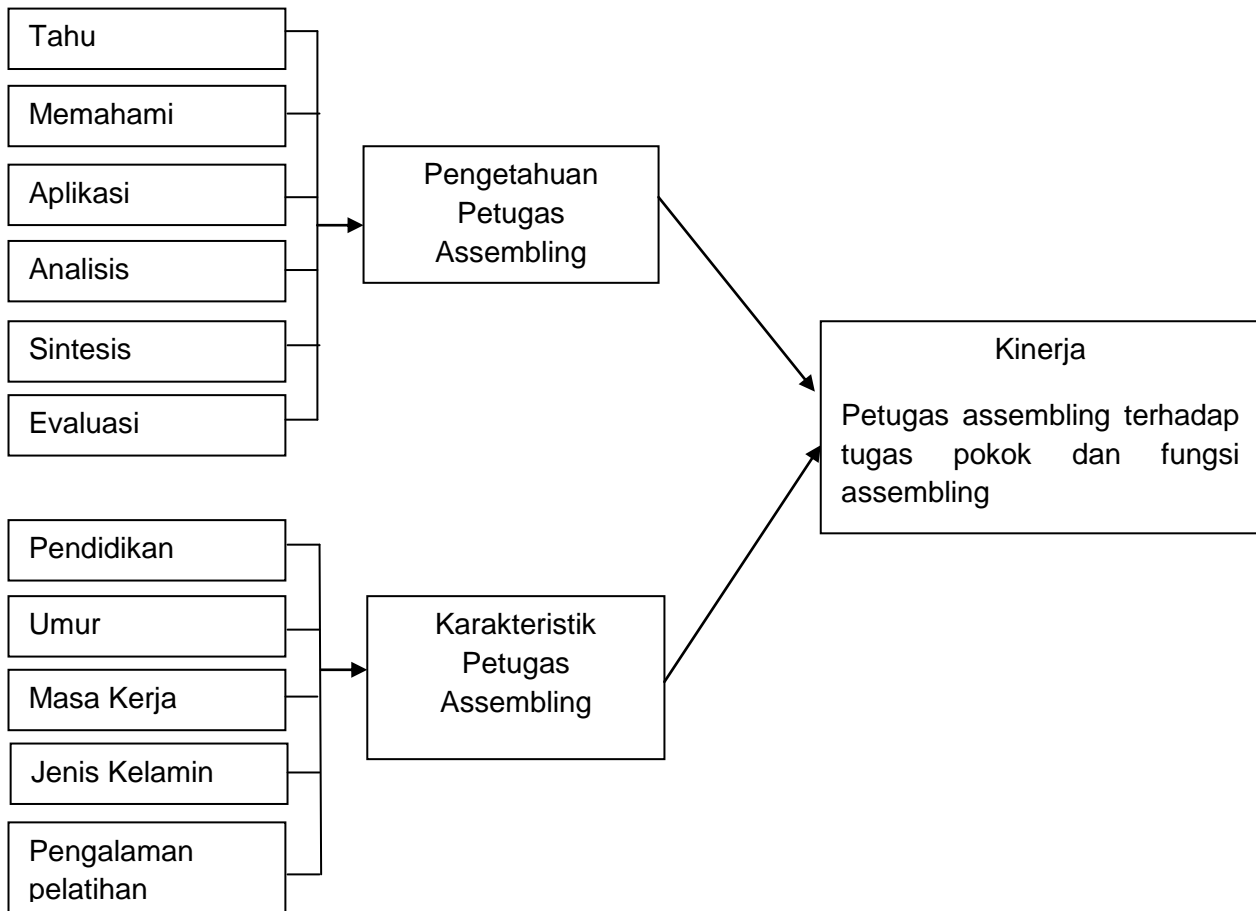 Tahu
Memahami
Aplikasi
Analisis
Sintesis
Evaluasi
Pengetahuan
Petugas
Assembling
Kinerja
Petugas assembling terhadap
tugas pokok dan fungsi
assembling
Pendidikan
Umur
Masa Kerja
Jenis Kelamin
Pengalaman
pelatihan
Karakteristik
Petugas
Assembling